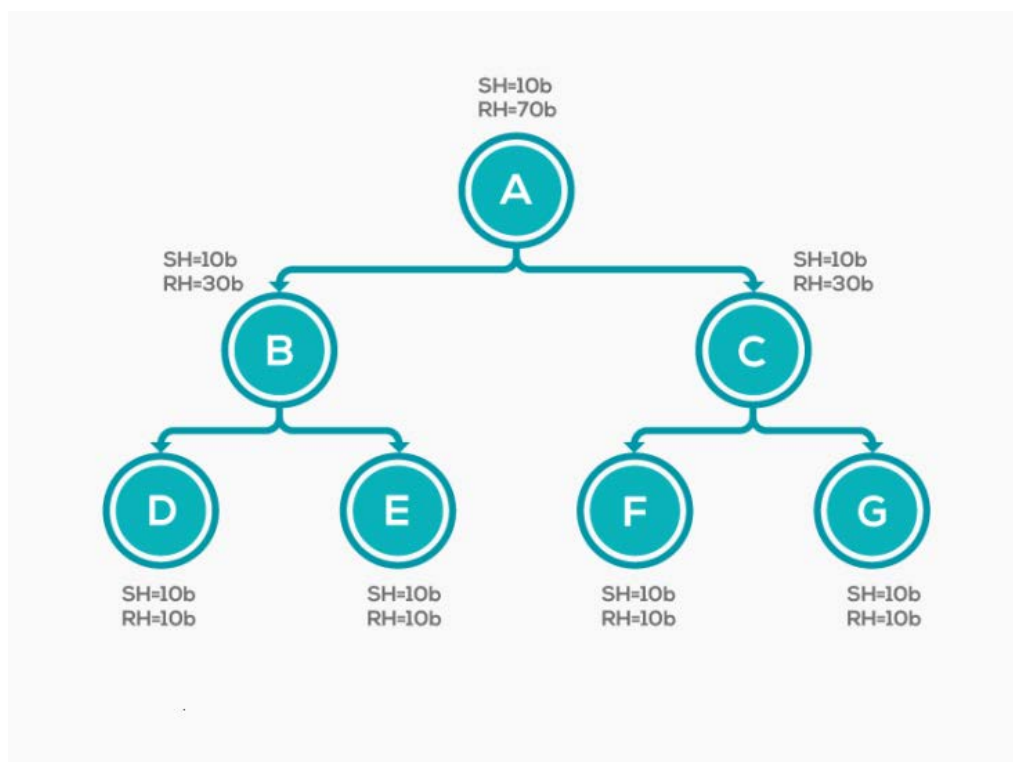 SH=10b
RH=70b
A
SH=10b
RH=30b
SH=10b
RH=30b
B
C
D
E
F
G
SH=10b
RH=10b
SH=10b
RH=10b
SH=10b
RH=10b
SH=10b
RH=10b